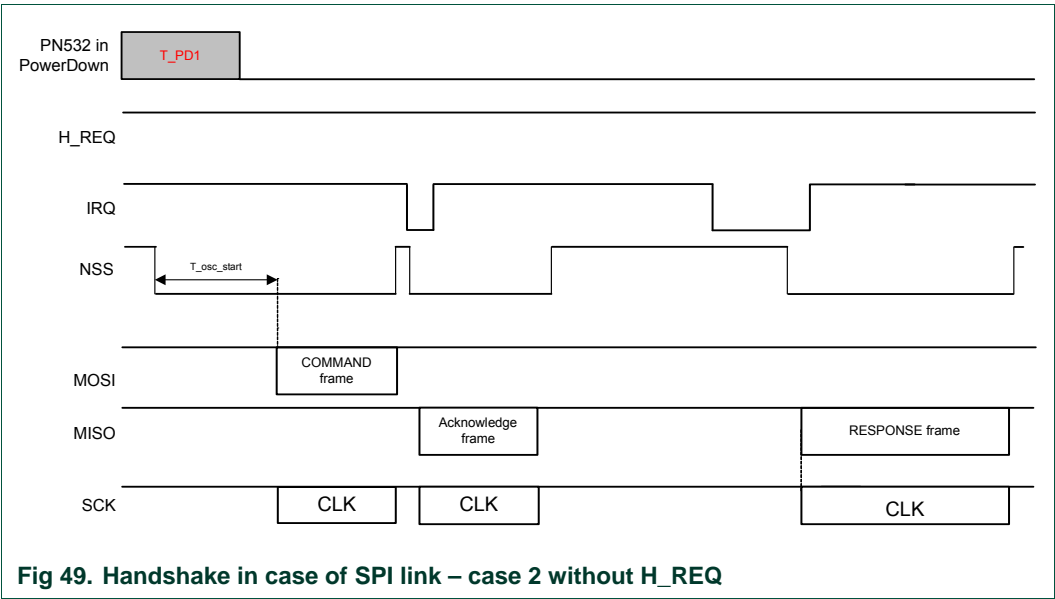 PN532 in
PowerDown
T_PD1
H_REQ
IRQ
NSS
T_osc_start
MOSI
COMMAND
frame
MISO
Acknowledge
frame
RESPONSE frame
SCK
CLK
CLK
CLK
Fig 49. Handshake in case of SPI link – case 2 without H_REQ